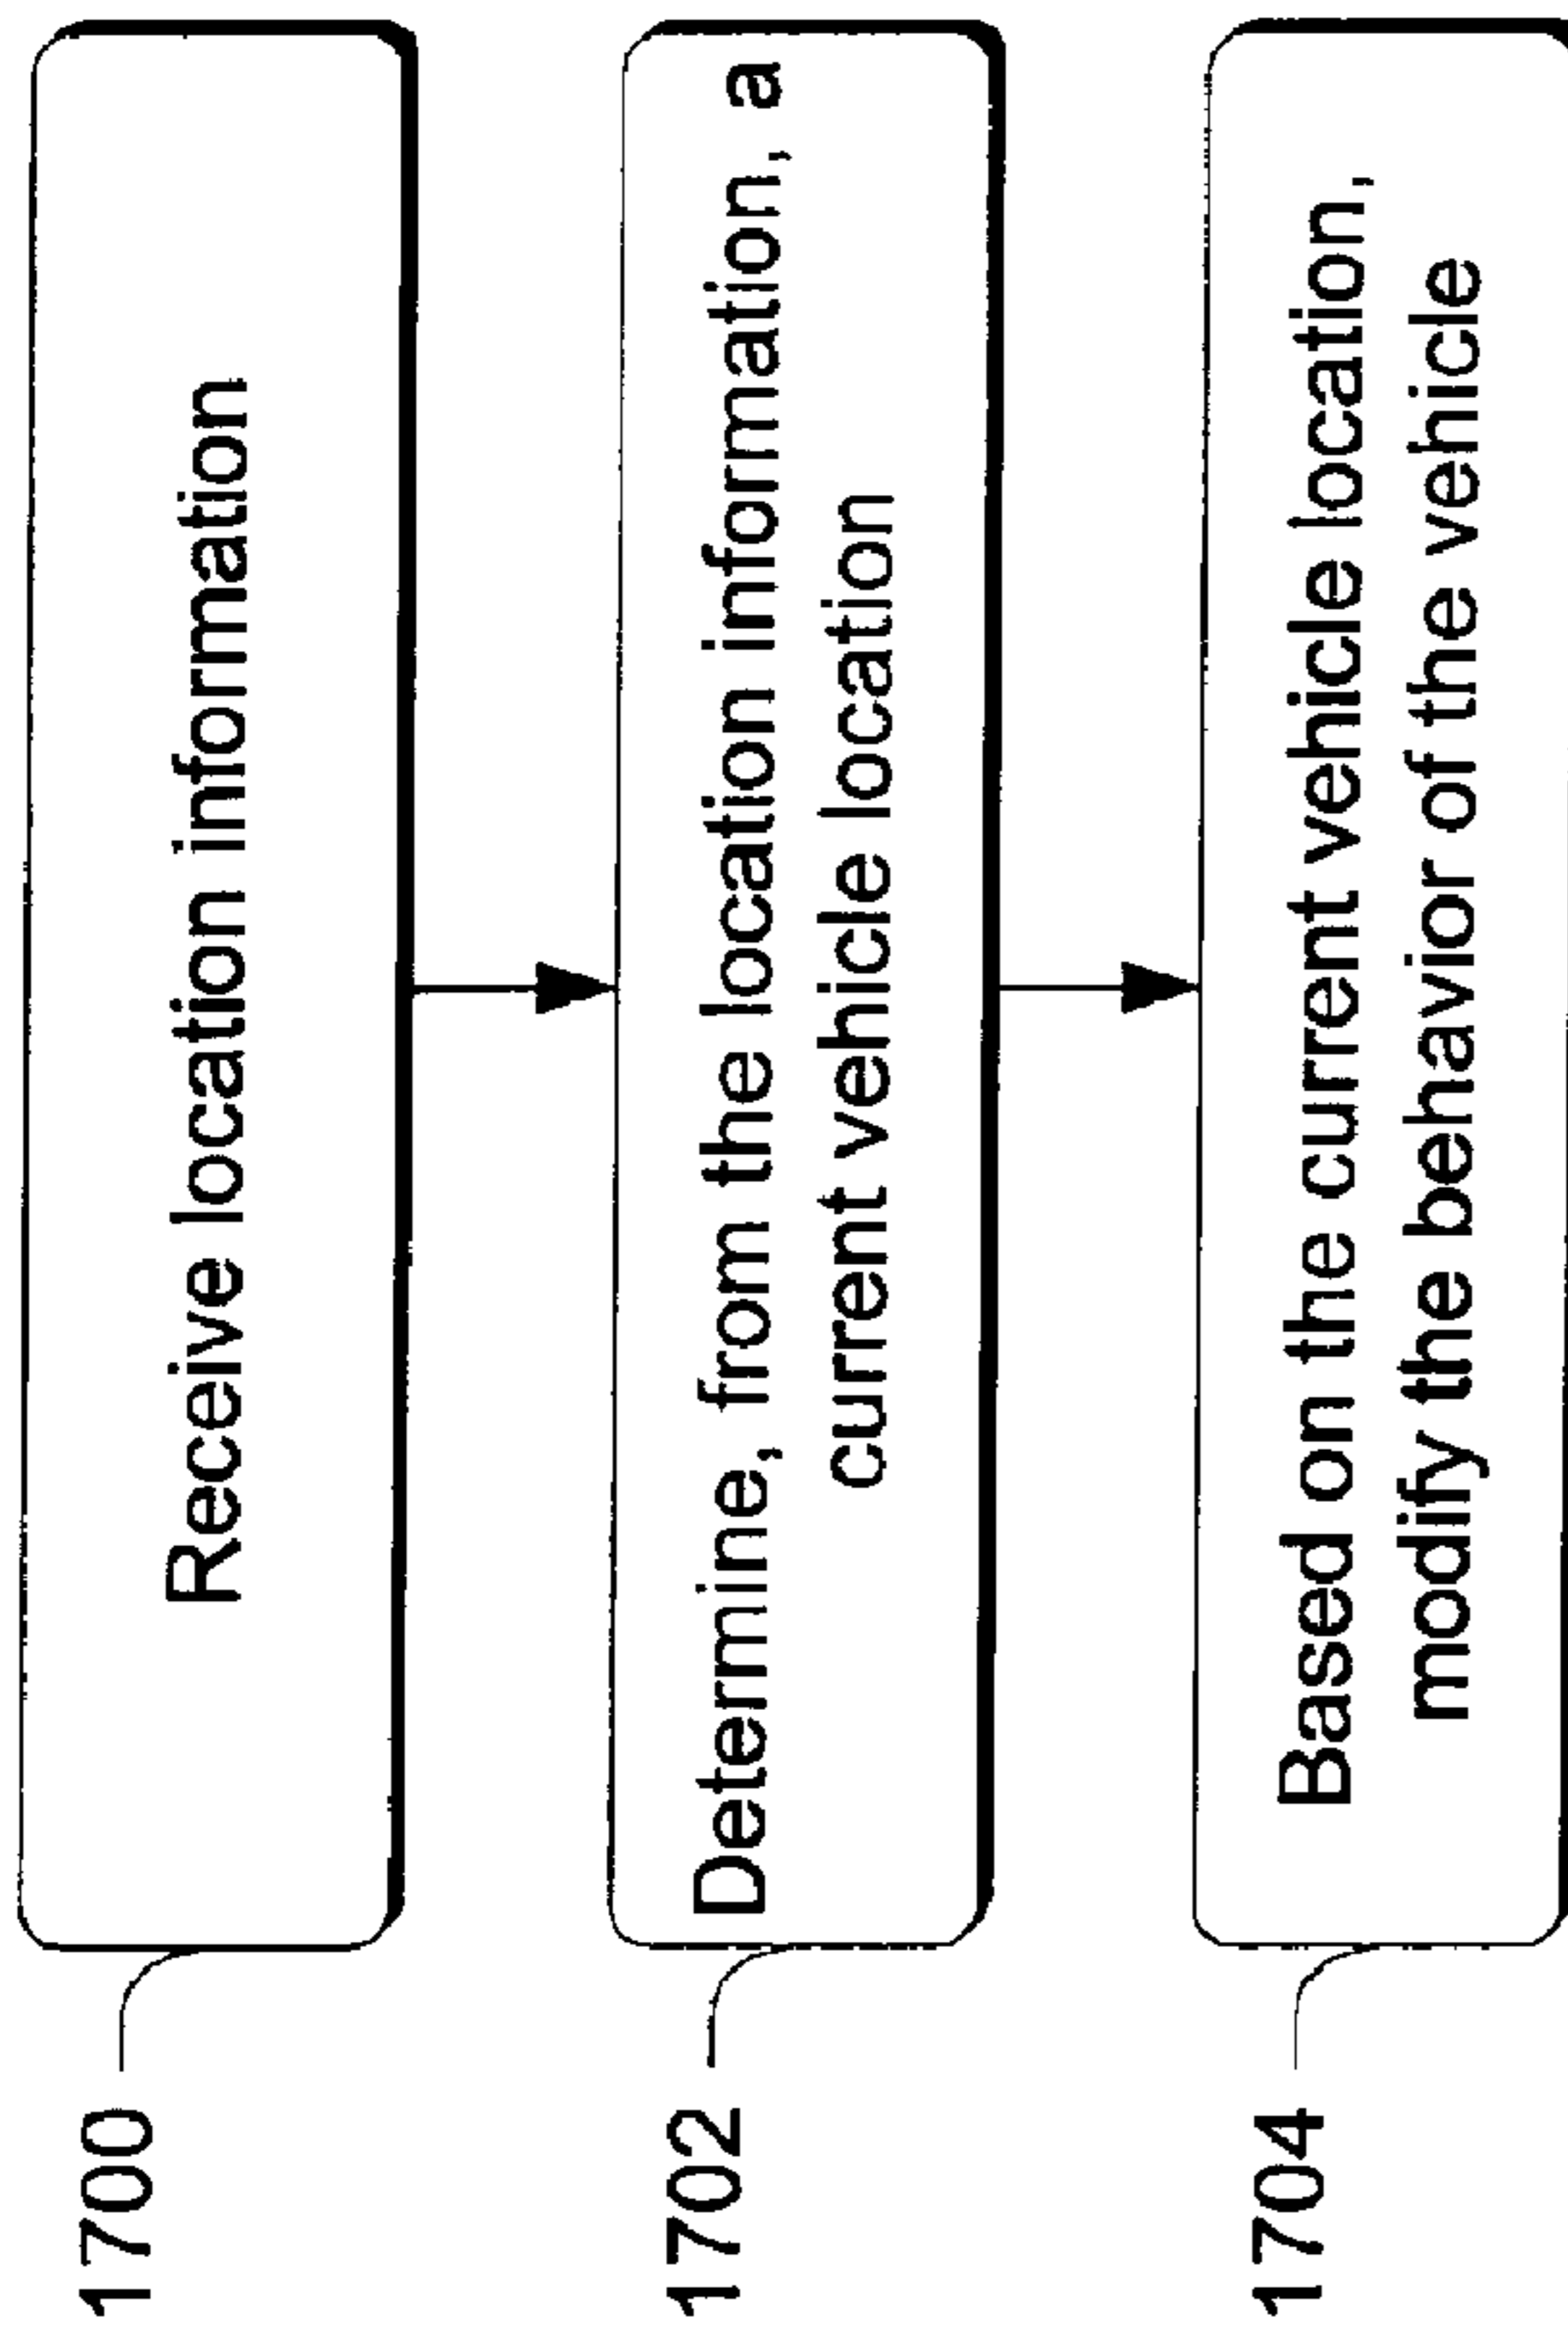 1700
Receive location information
1702
Determine, from the location information, a
current vehicle location
1704
Based on the current vehicle location,
modify the behavior of the vehicle